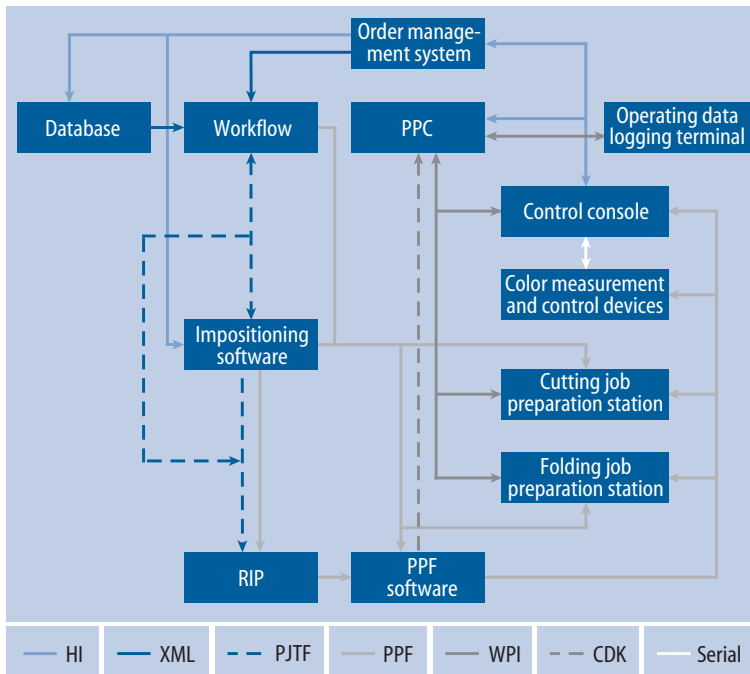 Order manage-
ment system
Database
Workflow
PPC
Operating data
logging terminal
Control console
Color measurement
and control devices
Impositioning
software
Cutting job
preparation station
Folding job
preparation station
RIP
PPF
software
HI
XML
PJTF
PPF
WPI
CDK
Serial